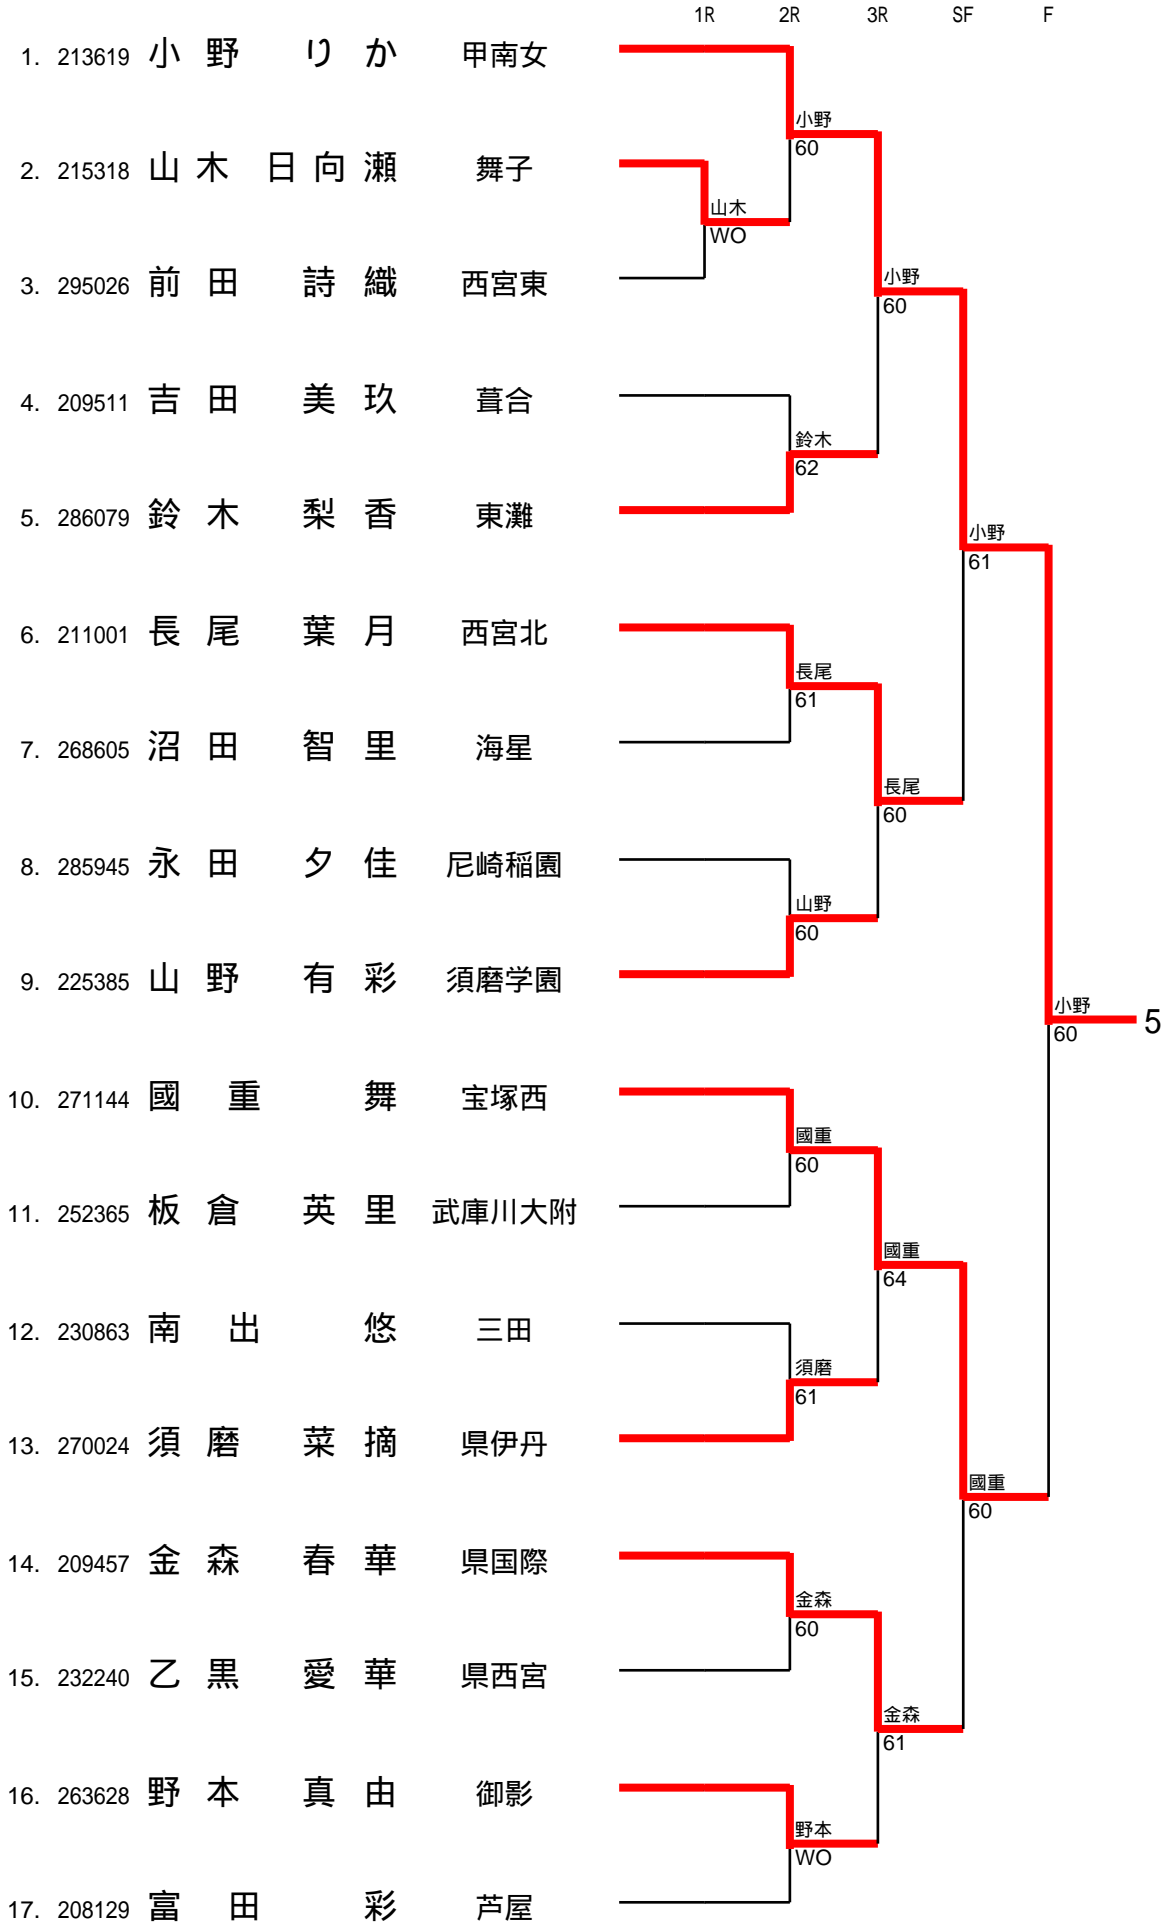 1R 2R 3R SF F
1. 213619 小野 りか 甲南女
小野
60
2. 215318 山木 日向瀬 舞子
山木
WO
3. 295026 前田 詩織 西宮東
小野
60
4. 209511 吉田 美玖 葺合
鈴木
62
5. 286079 鈴木 梨香 東灘
小野
61
6. 211001 長尾 葉月 西宮北
長尾
61
7. 268605 沼田 智里 海星
長尾
60
8. 285945 永田 夕佳 尼崎稲園
山野
60
9. 225385 山野 有彩 須磨学園
小野
60
5
10. 271144 國重 舞 宝塚西
國重
60
11. 252365 板倉 英里 武庫川大附
國重
64
12. 230863 南出 悠 三田
須磨
61
13. 270024 須磨 菜摘 県伊丹
國重
60
14. 209457 金森 春華 県国際
金森
60
15. 232240 乙黒 愛華 県西宮
金森
61
16. 263628 野本 真由 御影
野本
WO
17. 208129 富田 彩 芦屋